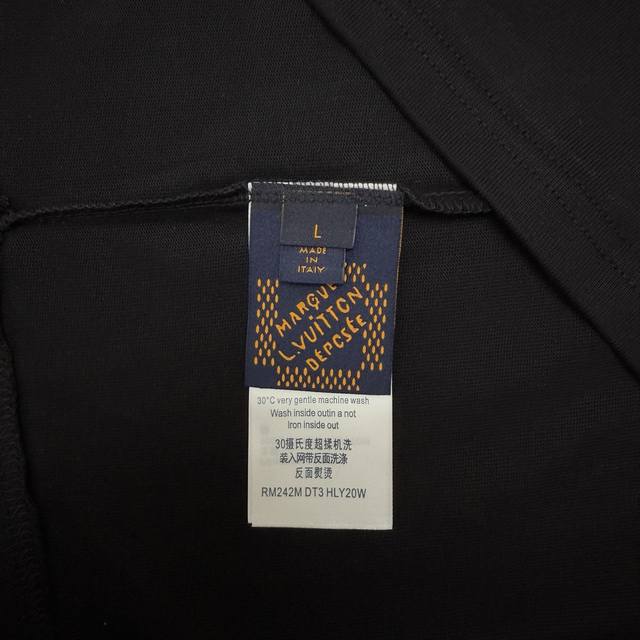 L
MADE
IN
ITAIY
MARQUE
L.VUITTON
DÉPOSÉE
30°C very gentle machine wash
Wash inside outin a not
Iron inside out
30摄氏度超揉机洗
装入网带反面洗涤
反面熨烫
RM242M DT3 HLY20W